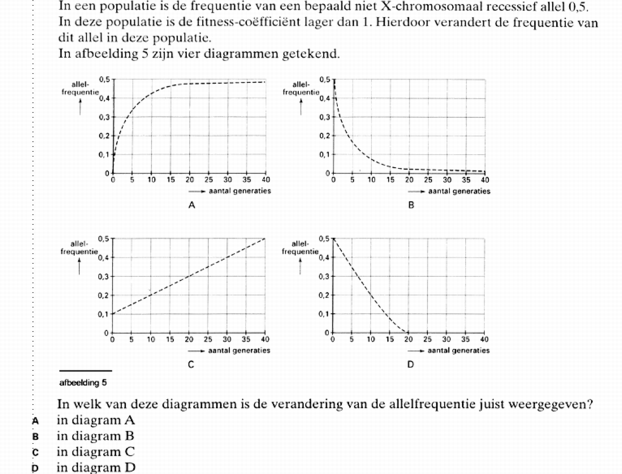 In een populatie is de frequentie van een bepaald niet X-chromosomaal recessief allel 0,5.
In deze populatie is de fitness-coëfficiënt lager dan 1. Hierdoor verandert de frequentie van
dit allel in deze populatie.
In afbeelding 5 zijn vier diagrammen getekend.
allel-
frequentie
0,5
0,4
0,3
0,2
0,1
0
0 5 10 15 20 25 30 35 40
aantal generaties
A
allel-
frequentie
0,5
0,4
0,3
0,2
0,1
0
0 5 10 15 20 25 30 35 40
aantal generaties
B
allel-
frequentie
0,5
0,4
0,3
0,2
0,1
0
0 5 10 15 20 25 30 35 40
aantal generaties
C
allel-
frequentie
0,5
0,4
0,3
0,2
0,1
0
0 5 10 15 20 25 30 35 40
aantal generaties
D
afbeelding 5
In welk van deze diagrammen is de verandering van de allelfrequentie juist weergegeven?
A in diagram A
B in diagram B
C in diagram C
D in diagram D